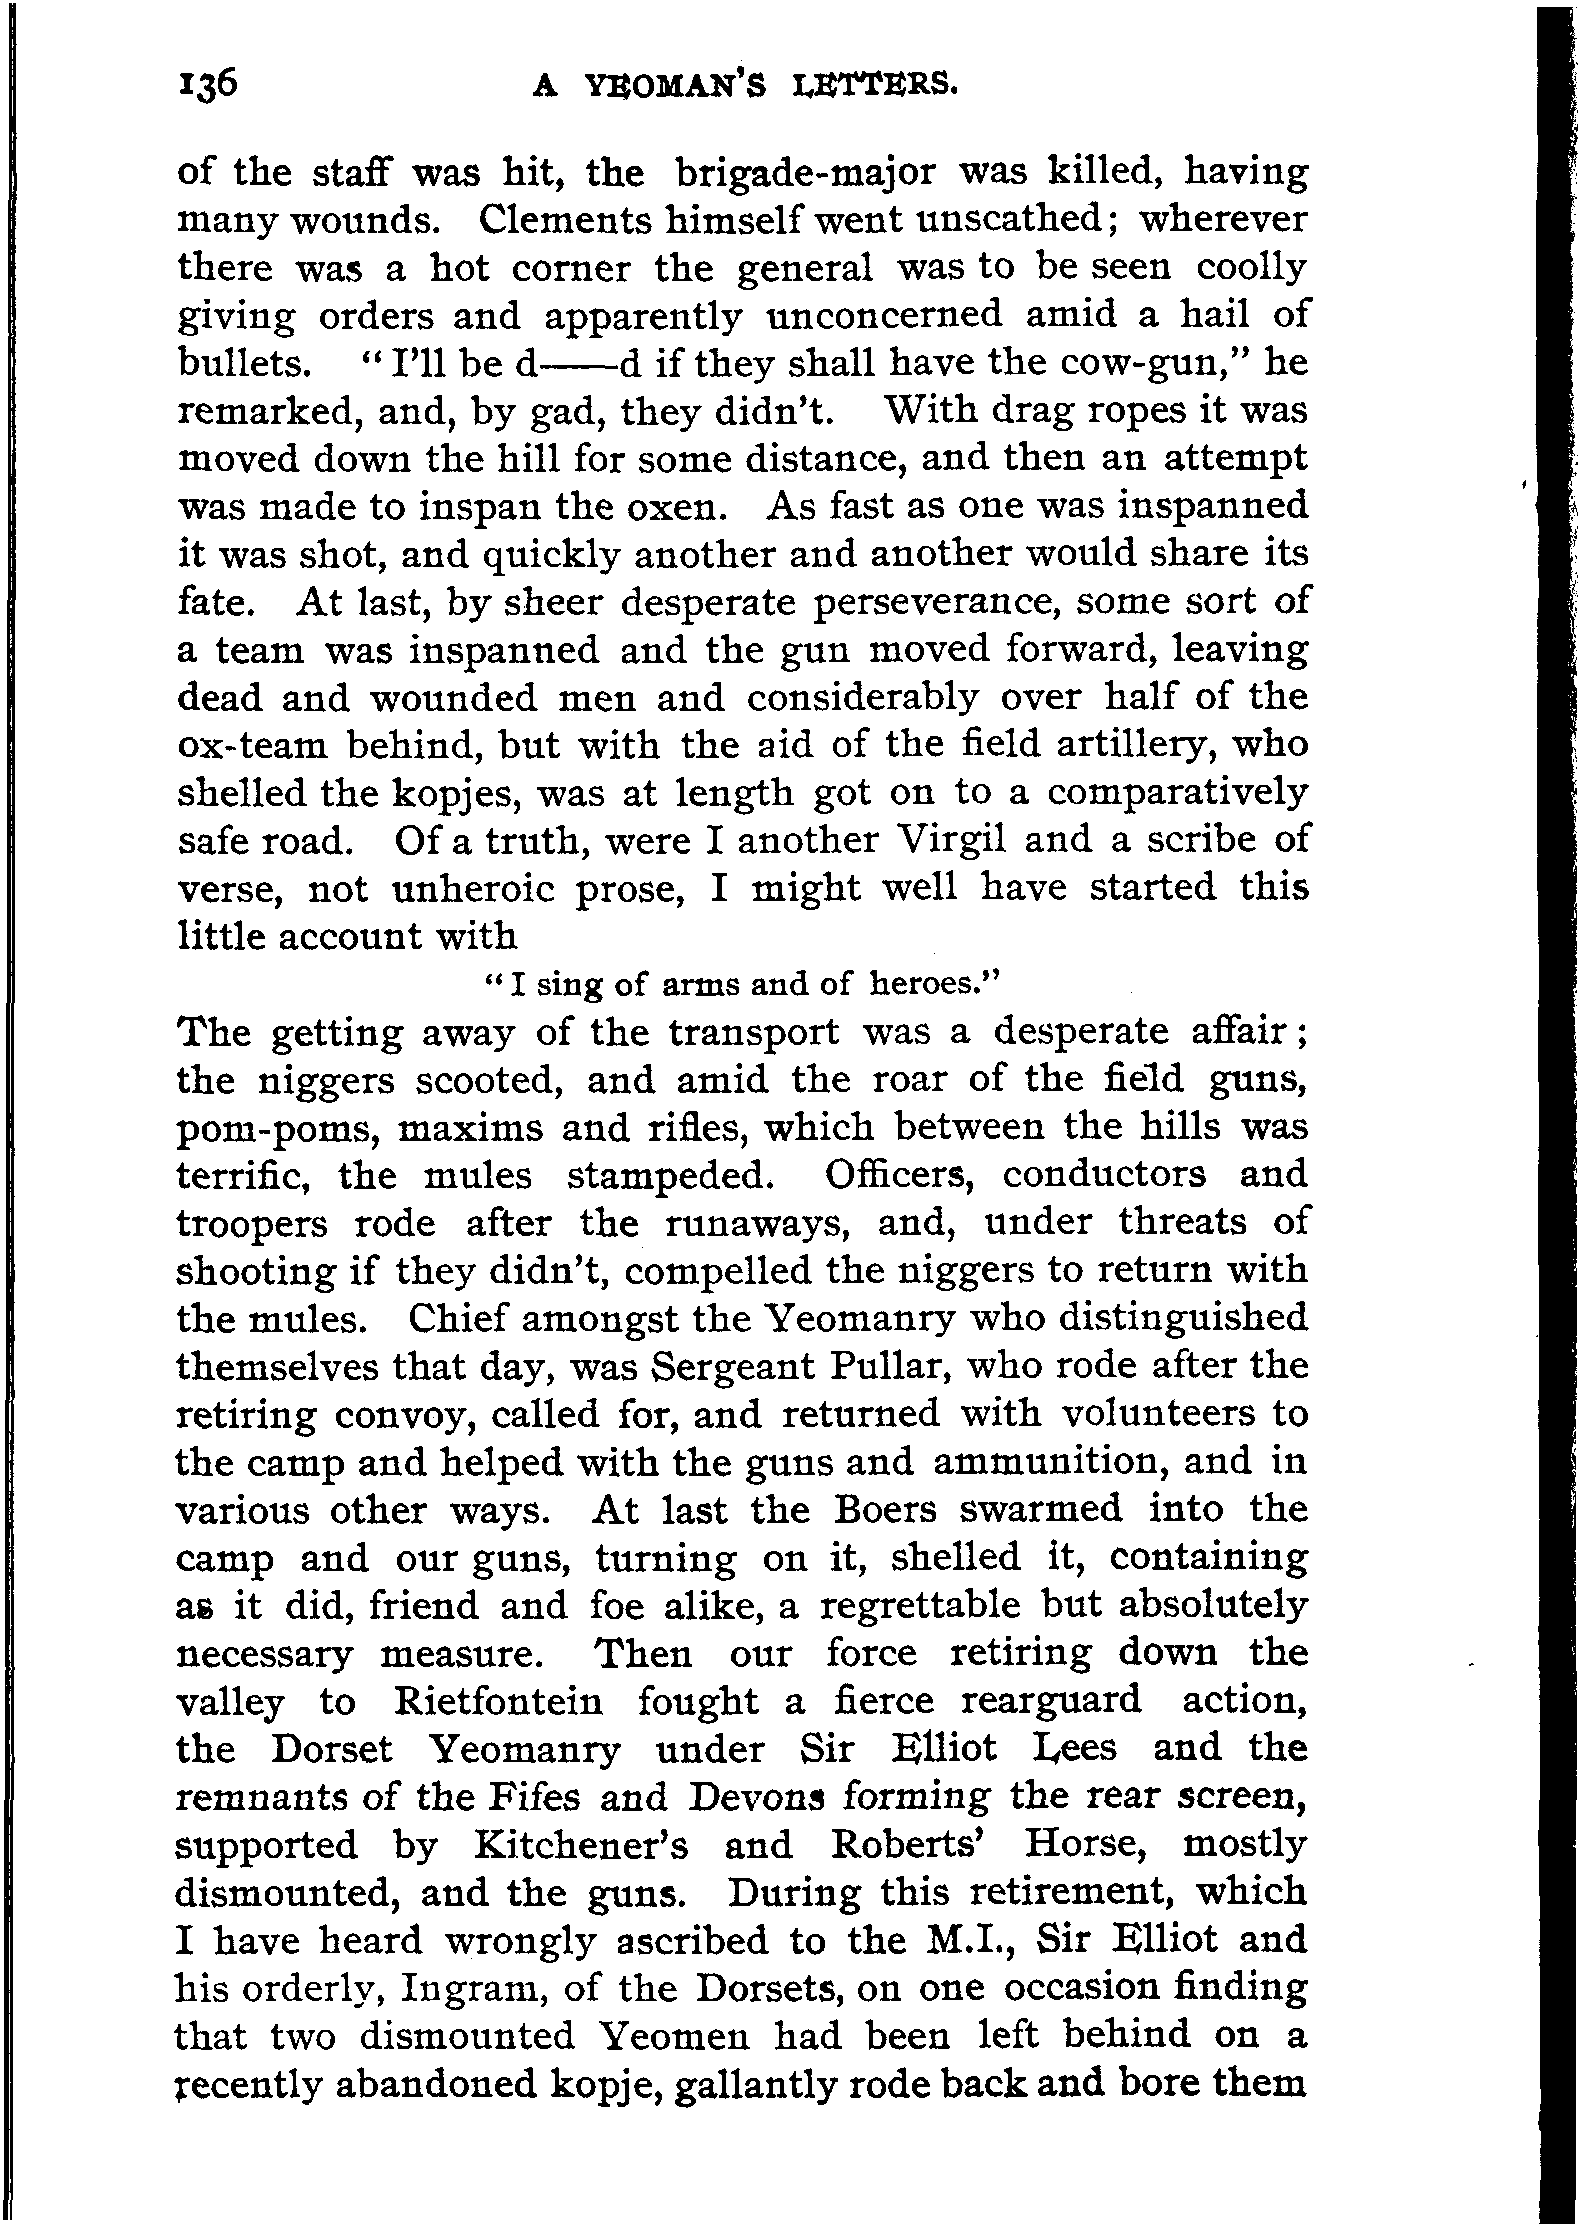 136 A YEOMAN'S LETTERS.
of the staff was hit, the brigade-major was killed, having
many wounds. Clements himself went unscathed; wherever
there was a hot corner the general was to be seen coolly
giving orders and apparently unconcerned amid a hail of
bullets. "I'll be d——d if they shall have the cow-gun," he
remarked, and, by gad, they didn't. With drag ropes it was
moved down the hill for some distance, and then an attempt
was made to inspan the oxen. As fast as one was inspanned
it was shot, and quickly another and another would share its
fate. At last, by sheer desperate perseverance, some sort of
a team was inspanned and the gun moved forward, leaving
dead and wounded men and considerably over half of the
ox-team behind, but with the aid of the field artillery, who
shelled the kopjes, was at length got on to a comparatively
safe road. Of a truth, were I another Virgil and a scribe of
verse, not unheroic prose, I might well have started this
little account with
"I sing of arms and of heroes."
The getting away of the transport was a desperate affair;
the niggers scooted, and amid the roar of the field guns,
pom-poms, maxims and rifles, which between the hills was
terrific, the mules stampeded. Officers, conductors and
troopers rode after the runaways, and, under threats of
shooting if they didn't, compelled the niggers to return with
the mules. Chief amongst the Yeomanry who distinguished
themselves that day, was Sergeant Pullar, who rode after the
retiring convoy, called for, and returned with volunteers to
the camp and helped with the guns and ammunition, and in
various other ways. At last the Boers swarmed into the
camp and our guns, turning on it, shelled it, containing
as it did, friend and foe alike, a regrettable but absolutely
necessary measure. Then our force retiring down the
valley to Rietfontein fought a fierce rearguard action,
the Dorset Yeomanry under Sir Elliot Lees and the
remnants of the Fifes and Devons forming the rear screen,
supported by Kitchener's and Roberts' Horse, mostly
dismounted, and the guns. During this retirement, which
I have heard wrongly ascribed to the M.I., Sir Elliot and
his orderly, Ingram, of the Dorsets, on one occasion finding
that two dismounted Yeomen had been left behind on a
recently abandoned kopje, gallantly rode back and bore them